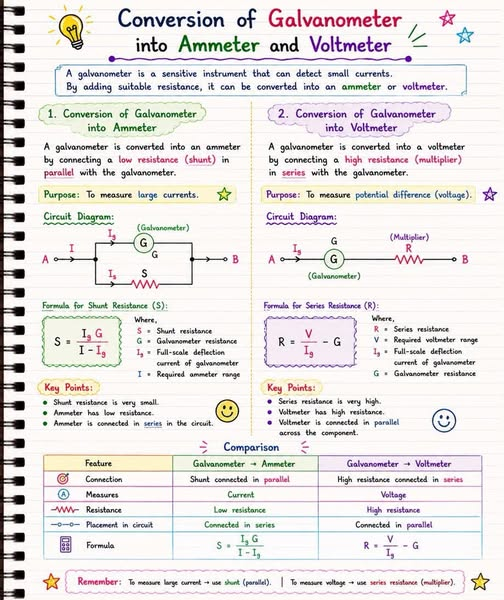 Conversion of Galvanometer
into Ammeter and Voltmeter
A galvanometer is a sensitive instrument that can detect small currents.
By adding suitable resistance, it can be converted into an ammeter or voltmeter.
1. Conversion of Galvanometer
into Ammeter
A galvanometer is converted into an ammeter
by connecting a low resistance (shunt) in
parallel with the galvanometer.
Purpose: To measure large currents.
Circuit Diagram:
(Galvanometer)
A I Ig G G B
Is S
Formula for Shunt Resistance (S):
S = Ig G / I - Ig
Where,
S = Shunt resistance
G = Galvanometer resistance
Ig = Full-scale deflection
current of galvanometer
I = Required ammeter range
Key Points:
Shunt resistance is very small.
Ammeter has low resistance.
Ammeter is connected in series in the circuit.
2. Conversion of Galvanometer
into Voltmeter
A galvanometer is converted into a voltmeter
by connecting a high resistance (multiplier)
in series with the galvanometer.
Purpose: To measure potential difference (voltage).
Circuit Diagram:
G (Multiplier)
A Ig G R B
(Galvanometer)
Formula for Series Resistance (R):
R = V / Ig - G
Where,
R = Series resistance
V = Required voltmeter range
Ig = Full-scale deflection
current of galvanometer
G = Galvanometer resistance
Key Points:
Series resistance is very high.
Voltmeter has high resistance.
Voltmeter is connected in parallel
across the component.
Comparison
Feature Galvanometer → Ammeter Galvanometer → Voltmeter
Connection Shunt connected in parallel High resistance connected in series
A Measures Current Voltage
Resistance Low resistance High resistance
Placement in circuit Connected in series Connected in parallel
Formula S = Ig G / I - Ig R = V / Ig - G
Remember: To measure large current → use shunt (parallel). | To measure voltage → use series resistance (multiplier).